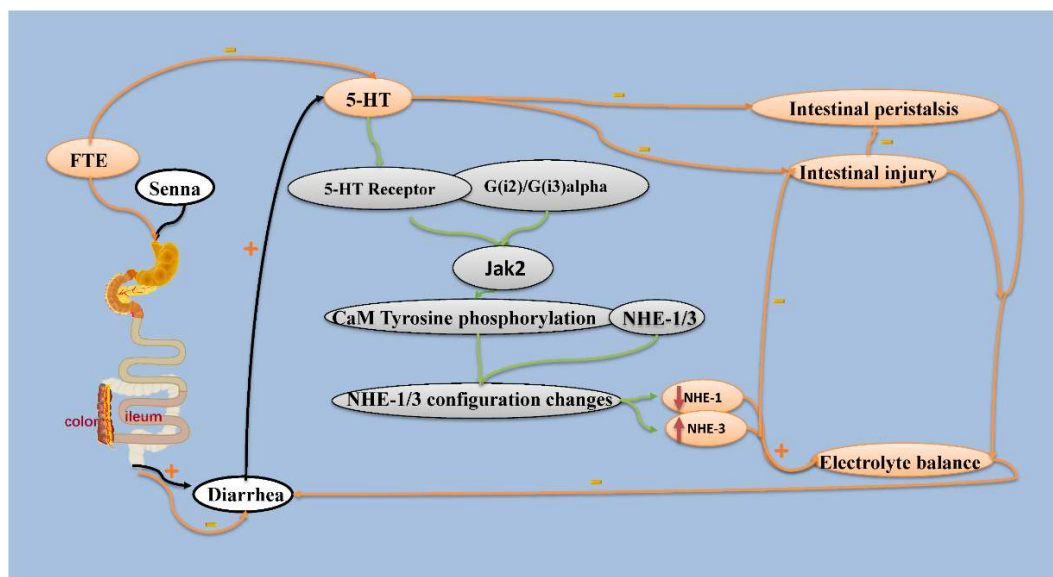 5-HT
Intestinal peristalsis
FTE
Senna
Intestinal injury
5-HT Receptor
G(i2)/G(i3)alpha
Jak2
CaM Tyrosine phosphorylation
NHE-1/3
NHE-1/3 configuration changes
NHE-1
NHE-3
colon
ileum
Electrolyte balance
Diarrhea